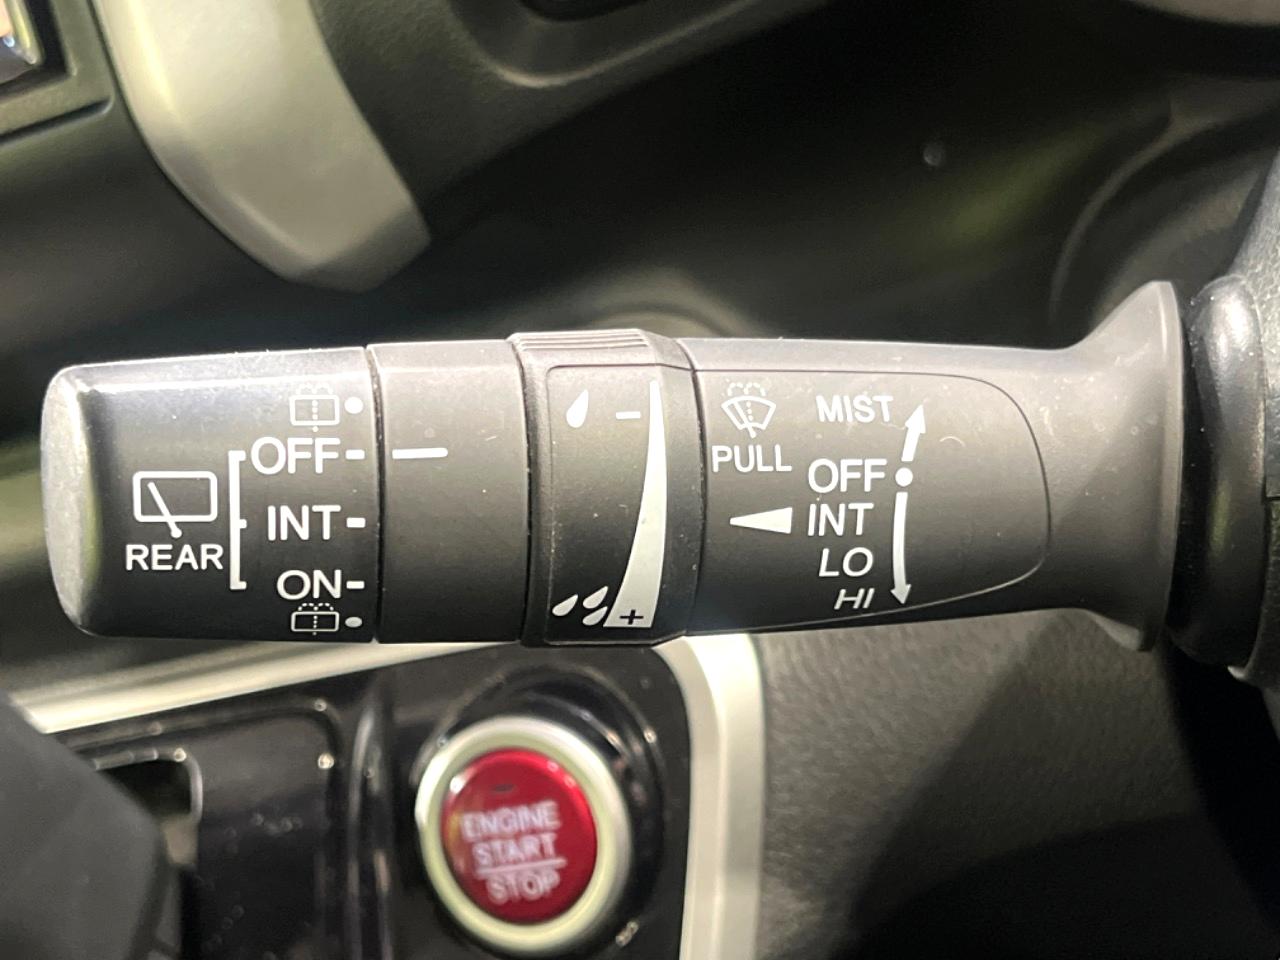 REAR
OFF
INT
ON
-
+
PULL
MIST
OFF
INT
LO
HI
ENGINE
START
STOP